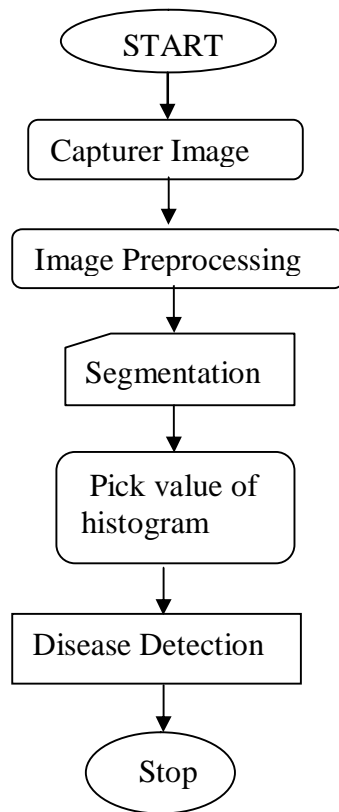 START
Capturer Image
Image Preprocessing
Segmentation
Pick value of
histogram
Disease Detection
Stop